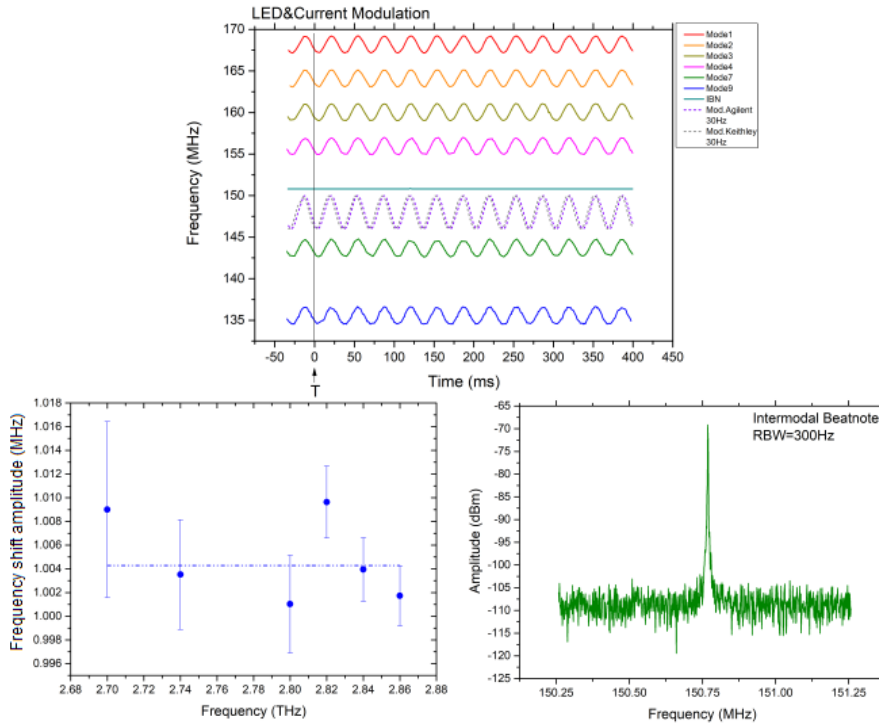 LED&Current Modulation
170
165
160
155
150
145
140
135
Frequency (MHz)
-50 0 50 100 150 200 250 300 350 400 450
Time (ms)
T
Mode1
Mode2
Mode3
Mode4
Mode7
Mode9
IBN
Mod.Agilent
30Hz
Mod.Keithley
30Hz
1.018
1.016
1.014
1.012
1.010
1.008
1.006
1.004
1.002
1.000
0.998
0.996
Frequency shift amplitude (MHz)
2.68 2.70 2.72 2.74 2.76 2.78 2.80 2.82 2.84 2.86 2.88
Frequency (THz)
Intermodal Beatnote
RBW=300Hz
-65
-70
-75
-80
-85
-90
-95
-100
-105
-110
-115
-120
-125
Amplitude (dBm)
150.25 150.50 150.75 151.00 151.25
Frequency (MHz)